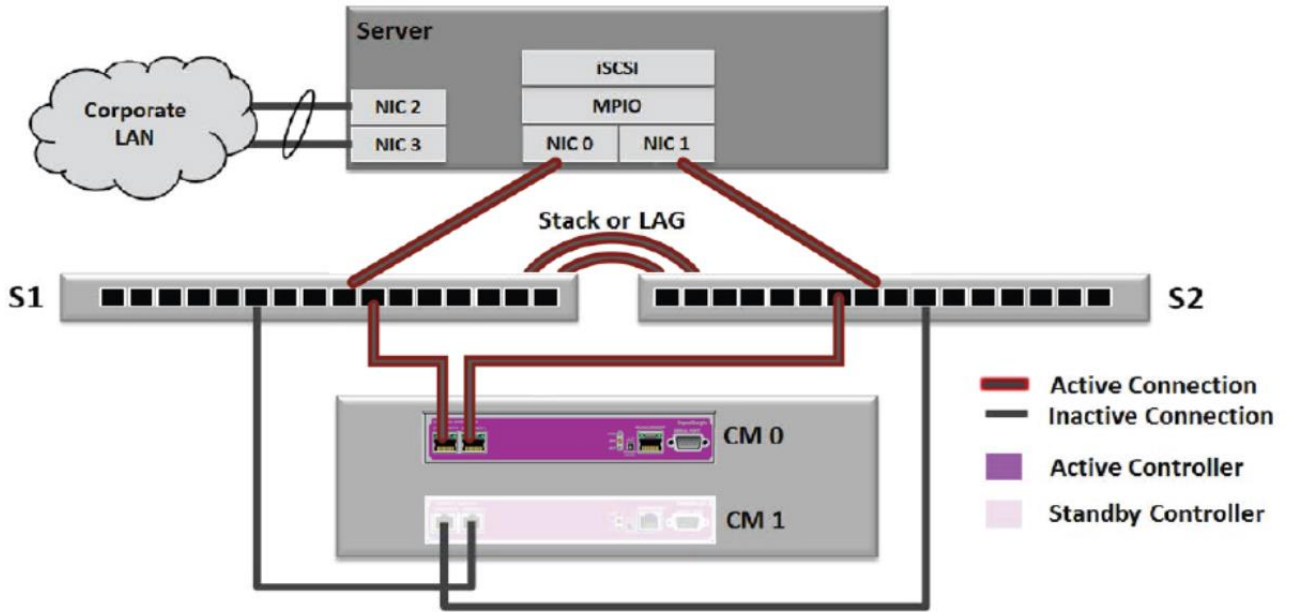 Server
iSCSI
MPIO
NIC 0
NIC 1
NIC 2
NIC 3
Corporate
LAN
Stack or LAG
S1
S2
CM 0
CM 1
Active Connection
Inactive Connection
Active Controller
Standby Controller